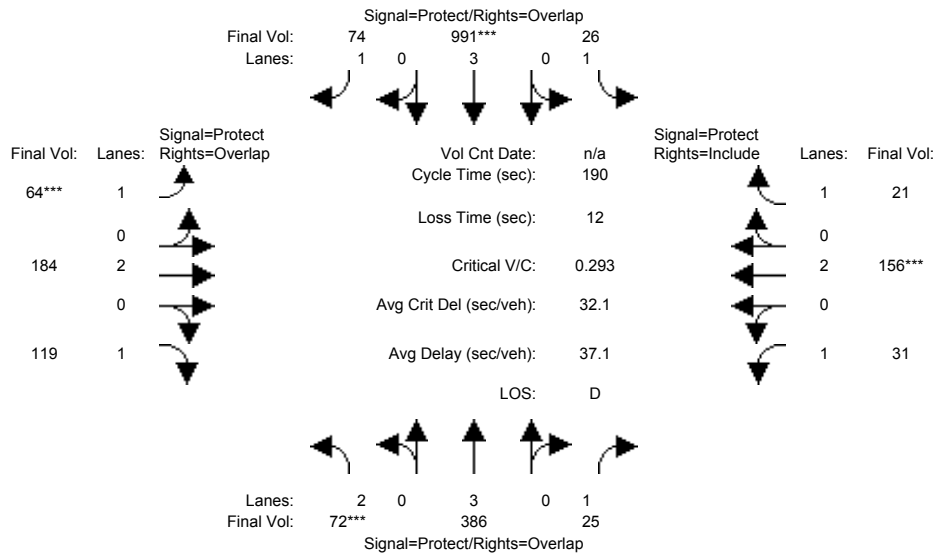 Signal=Protect/Rights=Overlap
Final Vol: 74 991*** 26
Lanes: 1 0 3 0 1
Signal=Protect Signal=Protect
Final Vol: Lanes: Rights=Overlap Vol Cnt Date: n/a Rights=Include Lanes: Final Vol:
Cycle Time (sec): 190
64*** 1 1 21
Loss Time (sec): 12
0 0
184 2 Critical V/C: 0.293 2 156***
0 Avg Crit Del (sec/veh): 32.1 0
119 1 Avg Delay (sec/veh): 37.1 1 31
LOS: D
Lanes: 2 0 3 0 1
Final Vol: 72*** 386 25
Signal=Protect/Rights=Overlap